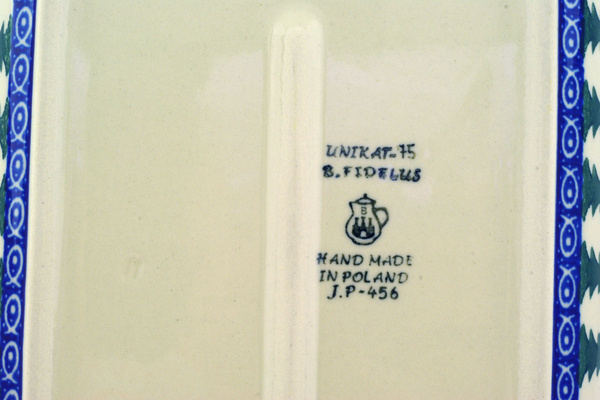 UNIKAT-75
B. FIDELUS
B
HAND MADE
IN POLAND
J.P-456